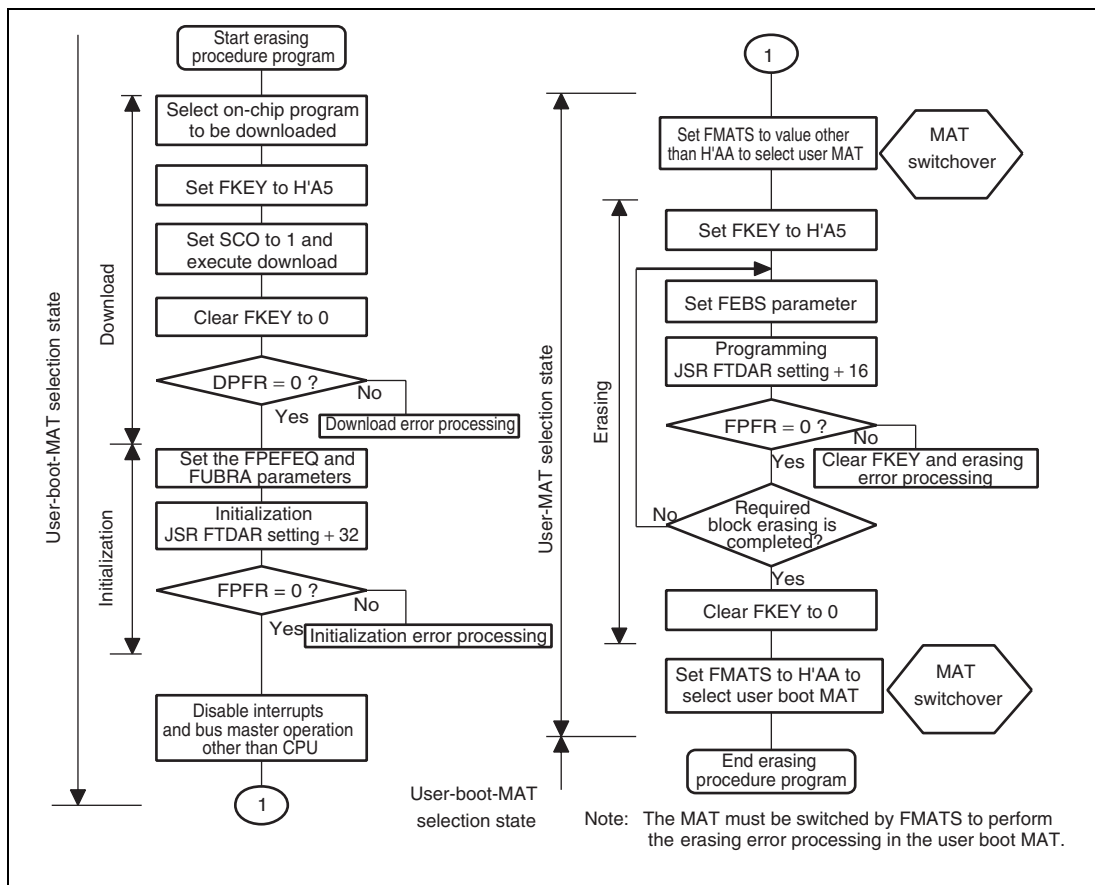 Start erasing
procedure program
Select on-chip program
to be downloaded
Set FKEY to H'A5
Set SCO to 1 and
execute download
Clear FKEY to 0
DPFR = 0 ?
No
Yes
Download error processing
Set the FPEFEQ and
FUBRA parameters
Initialization
JSR FTDAR setting + 32
FPFR = 0 ?
No
Yes
Initialization error processing
Disable interrupts
and bus master operation
other than CPU
1
Download
Initialization
User-boot-MAT selection state
1
Set FMATS to value other
than H'AA to select user MAT
MAT
switchover
Set FKEY to H'A5
Set FEBS parameter
Programming
JSR FTDAR setting + 16
FPFR = 0 ?
No
Yes
Clear FKEY and erasing
error processing
Required
block erasing is
completed?
No
Yes
Clear FKEY to 0
Set FMATS to H'AA to
select user boot MAT
MAT
switchover
End erasing
procedure program
Erasing
User-MAT selection state
User-boot-MAT
selection state
Note: The MAT must be switched by FMATS to perform
the erasing error processing in the user boot MAT.